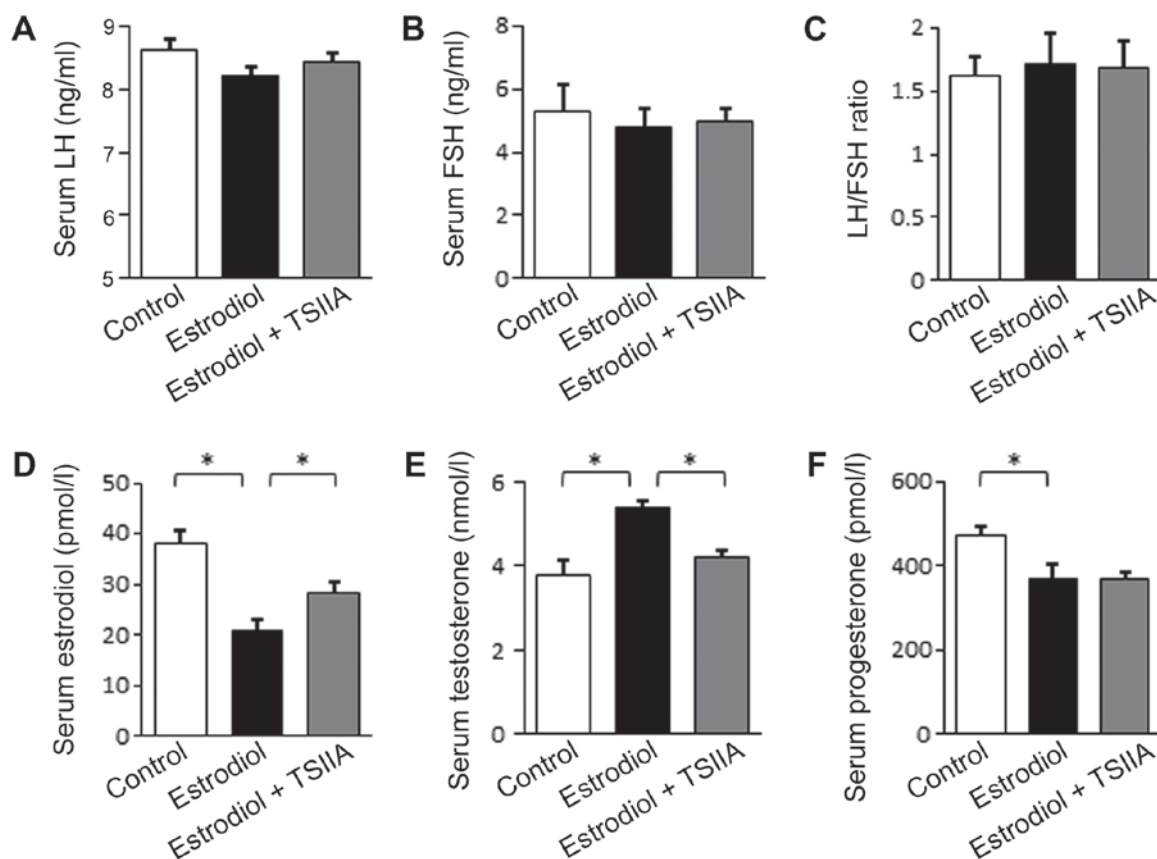 A
Serum LH (ng/ml)
9
8
7
6
5
Control
Estrodiol
Estrodiol + TSIIA
B
Serum FSH (ng/ml)
8
6
4
2
0
Control
Estrodiol
Estrodiol + TSIIA
C
LH/FSH ratio
2
1.5
1
0.5
0
Control
Estrodiol
Estrodiol + TSIIA
D
Serum estrodiol (pmol/l)
50
40
30
20
10
0
* *
Control
Estrodiol
Estrodiol + TSIIA
E
Serum testosterone (nmol/l)
6
4
2
0
* *
Control
Estrodiol
Estrodiol + TSIIA
F
Serum progesterone (pmol/l)
600
400
200
0
*
Control
Estrodiol
Estrodiol + TSIIA